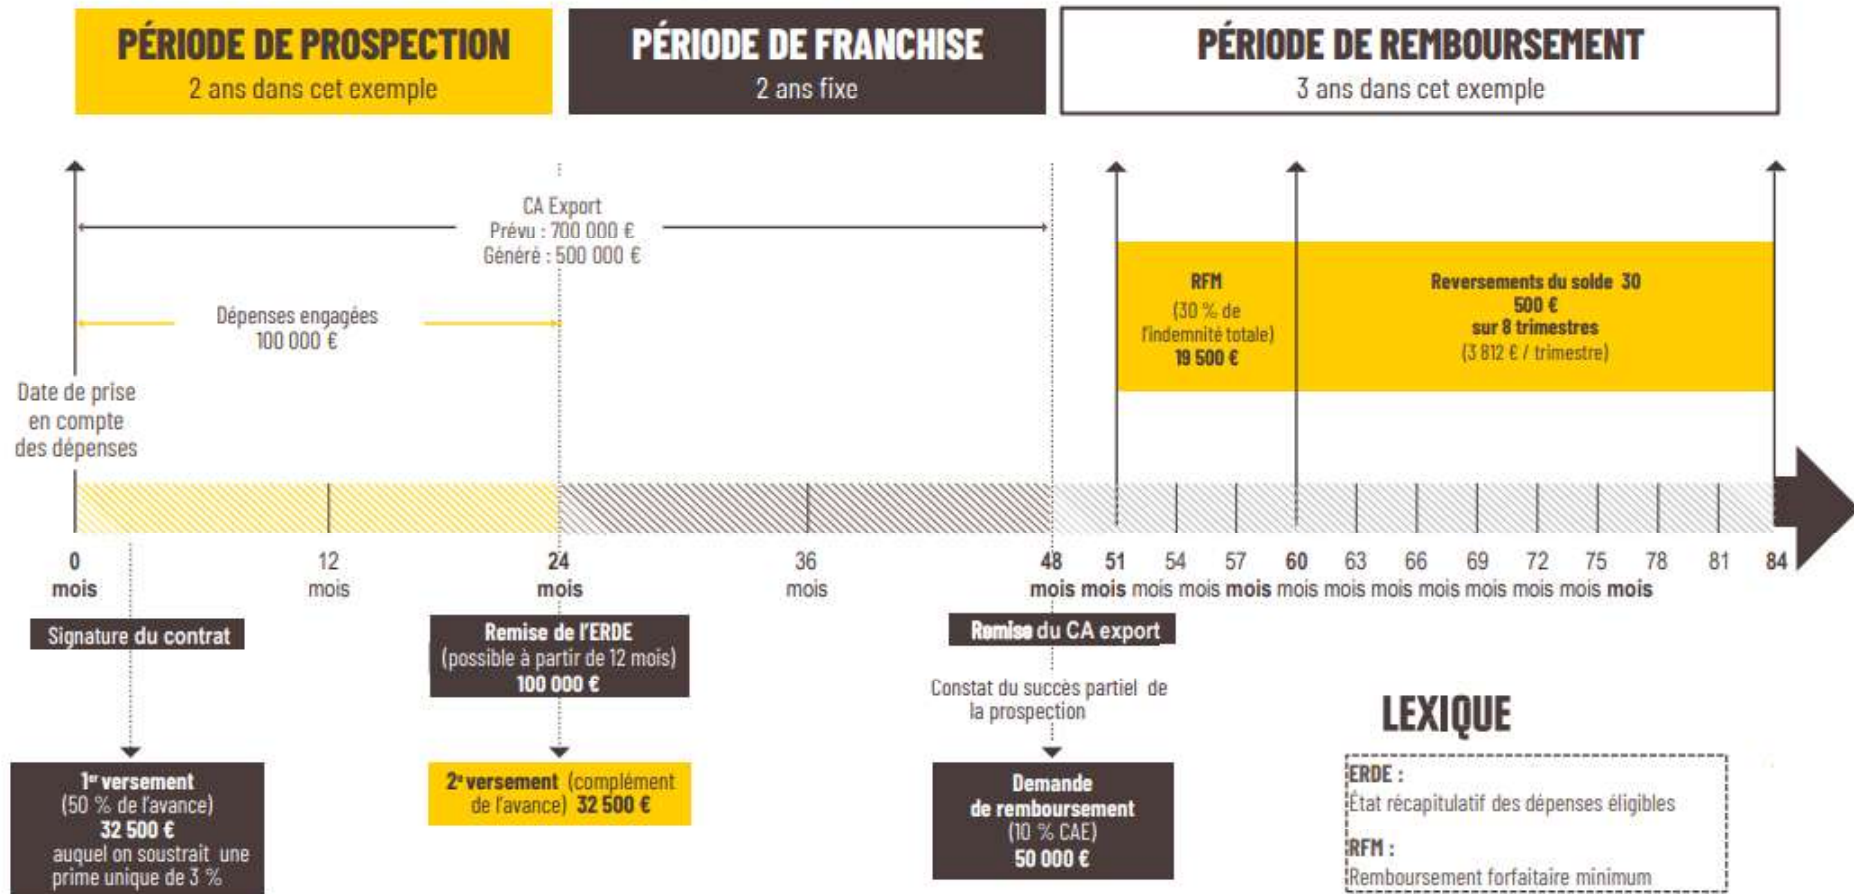 PÉRIODE DE PROSPECTION
2 ans dans cet exemple
PÉRIODE DE FRANCHISE
2 ans fixe
PÉRIODE DE REMBOURSEMENT
3 ans dans cet exemple
CA Export
Prévu : 700 000 €
Généré : 500 000 €
Dépenses engagées
100 000 €
Date de prise
en compte
des dépenses
RFM
(30 % de
l'indemnité totale)
19 500 €
Reversements du solde 30
500 €
sur 8 trimestres
(3 812 € / trimestre)
0
mois
12
mois
24
mois
36
mois
48 51 54 57 60 63 66 69 72 75 78 81 84
mois mois mois mois mois mois mois mois mois mois mois
Signature du contrat
1er versement
(50 % de l'avance)
32 500 €
auquel on soustrait une
prime unique de 3 %
Remise de l'ERDE
(possible à partir de 12 mois)
100 000 €
2e versement (complément
de l'avance) 32 500 €
Remise du CA export
Constat du succès partiel de
la prospection
Demande
de remboursement
(10 % CAE)
50 000 €
LEXIQUE
ERDE :
État récapitulatif des dépenses éligibles
RFM :
Remboursement forfaitaire minimum